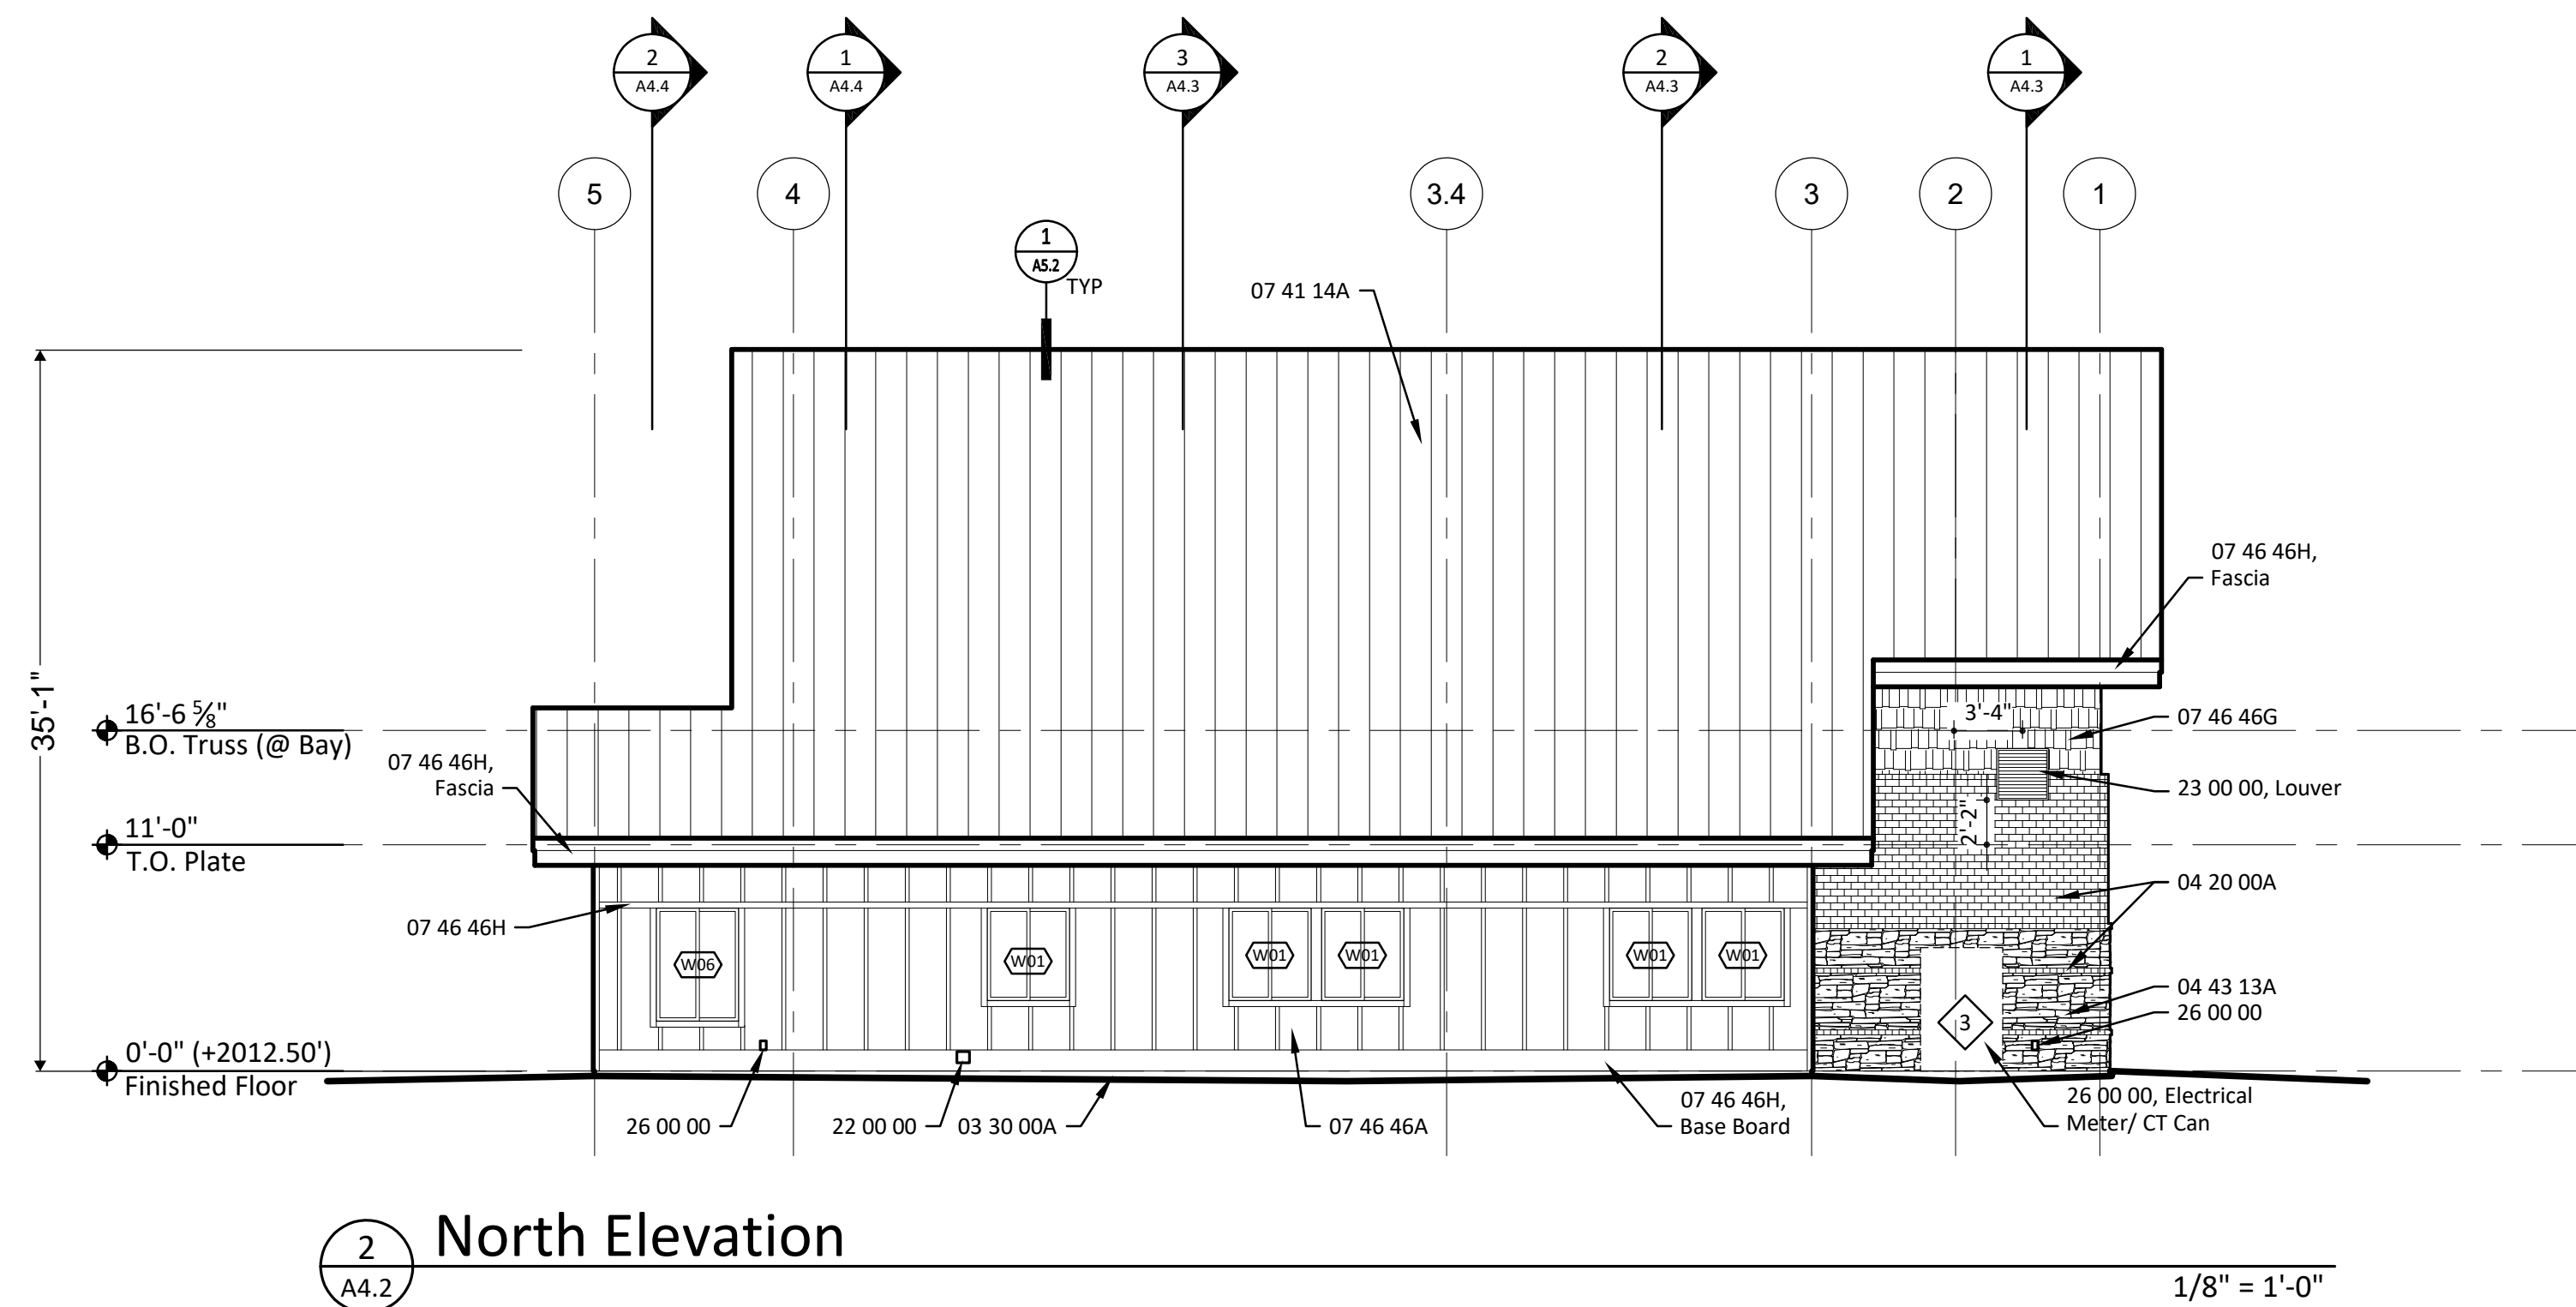 2
A4.4
1
A4.4
3
A4.3
2
A4.3
1
A4.3
5
4
3.4
3
2
1
1
A5.2
TYP
07 41 14A
07 46 46H,
Fascia
35'-1"
16'-6 5⁄8"
B.O. Truss (@ Bay)
3'-4"
07 46 46G
07 46 46H,
Fascia
23 00 00, Louver
11'-0"
T.O. Plate
2'-2"
04 20 00A
07 46 46H
W06
W01
W01
W01
W01
W01
04 43 13A
26 00 00
3
0'-0" (+2012.50')
Finished Floor
26 00 00
22 00 00
03 30 00A
07 46 46A
07 46 46H,
Base Board
26 00 00, Electrical
Meter/ CT Can
2
A4.2
North Elevation
1/8" = 1'-0"